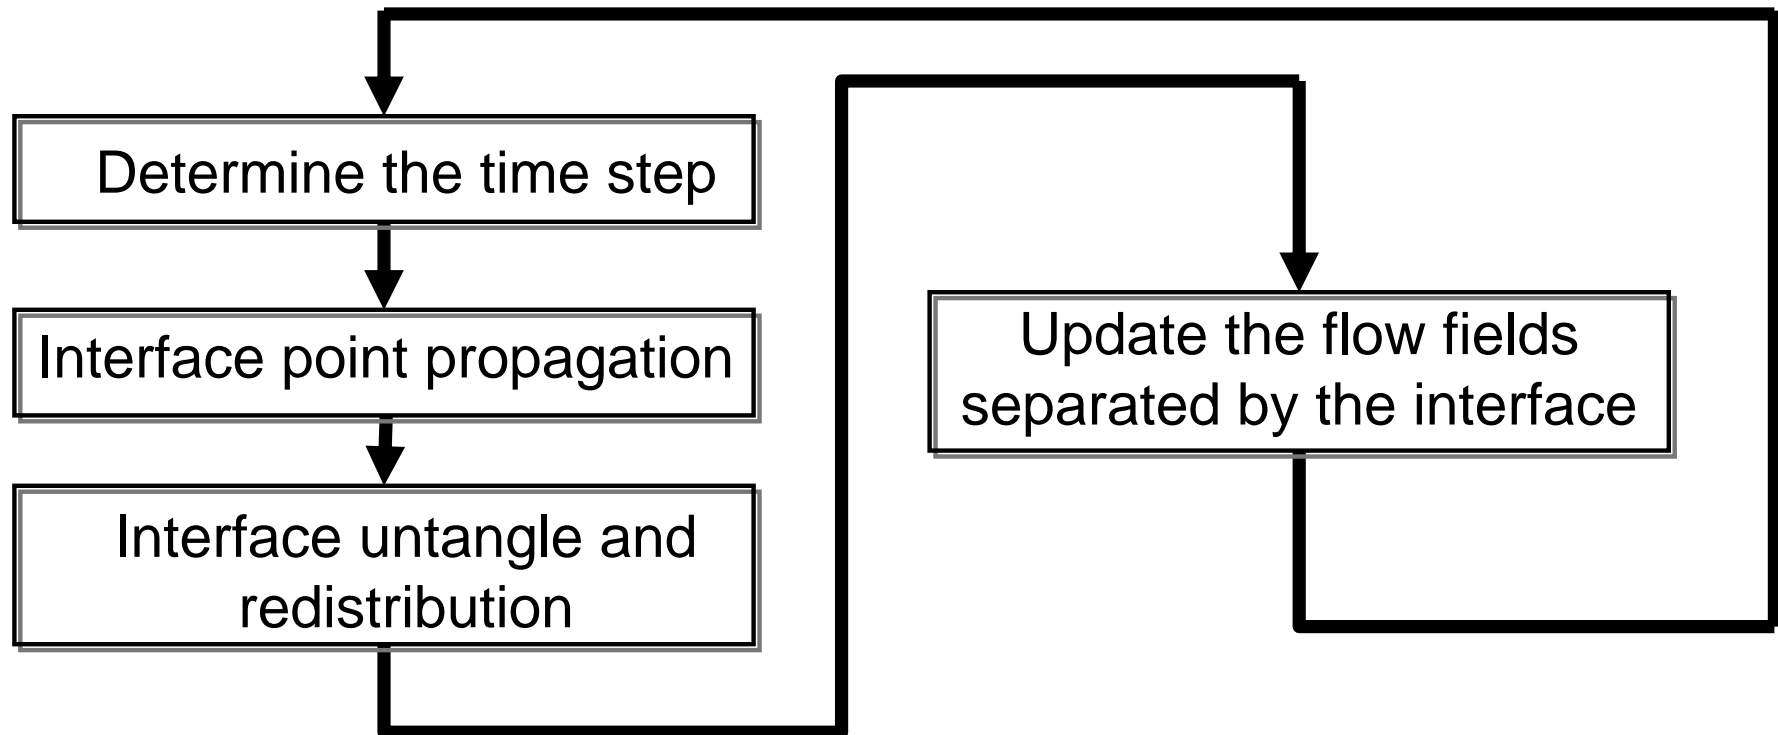 Determine the time step
Interface point propagation
Interface untangle and
redistribution
Update the flow fields
separated by the interface